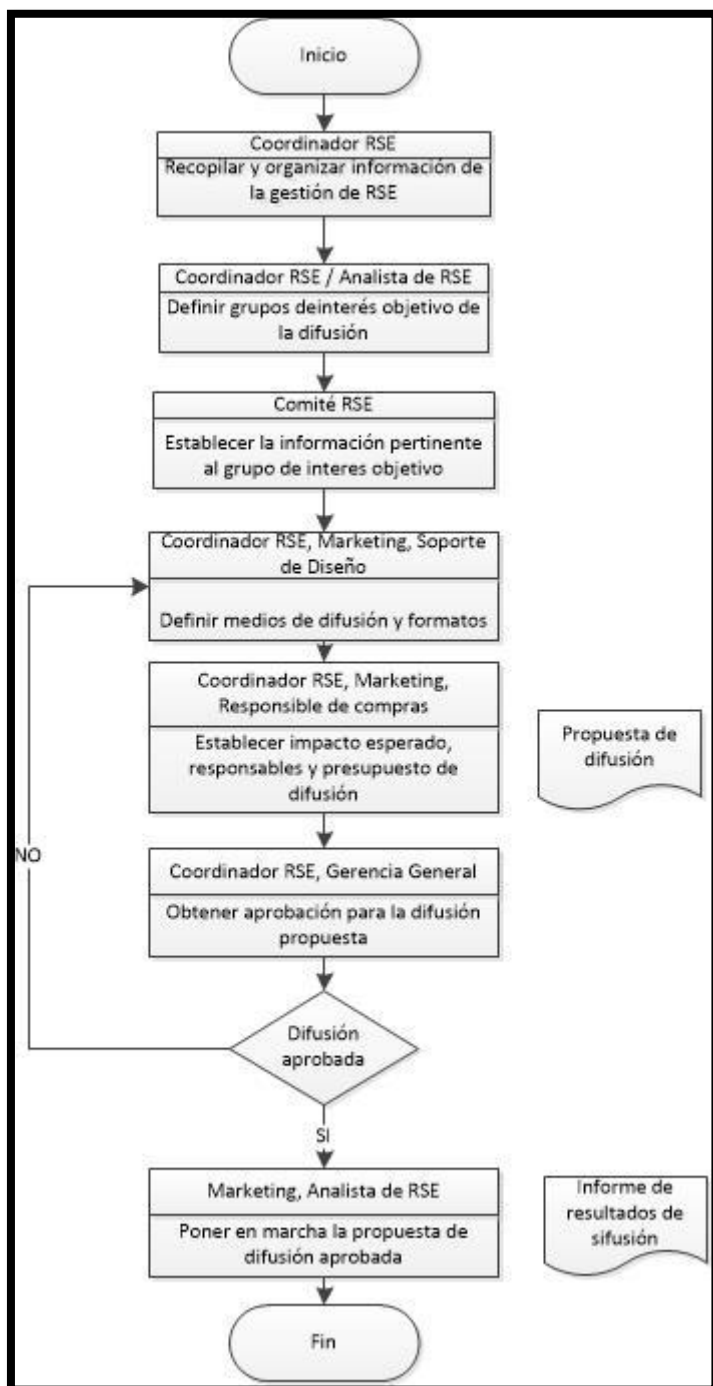 Inicio
Coordinador RSE
Recopilar y organizar información de
la gestión de RSE
Coordinador RSE / Analista de RSE
Definir grupos deinterés objetivo de
la difusión
Comité RSE
Establecer la información pertinente
al grupo de interes objetivo
Coordinador RSE, Marketing, Soporte
de Diseño
Definir medios de difusión y formatos
Coordinador RSE, Marketing,
Responsible de compras
Establecer impacto esperado,
responsables y presupuesto de
difusión
Propuesta de
difusión
Coordinador RSE, Gerencia General
Obtener aprobación para la difusión
propuesta
Difusión
aprobada
NO
SI
Marketing, Analista de RSE
Poner en marcha la propuesta de
difusión aprobada
Informe de
resultados de
sifusión
Fin